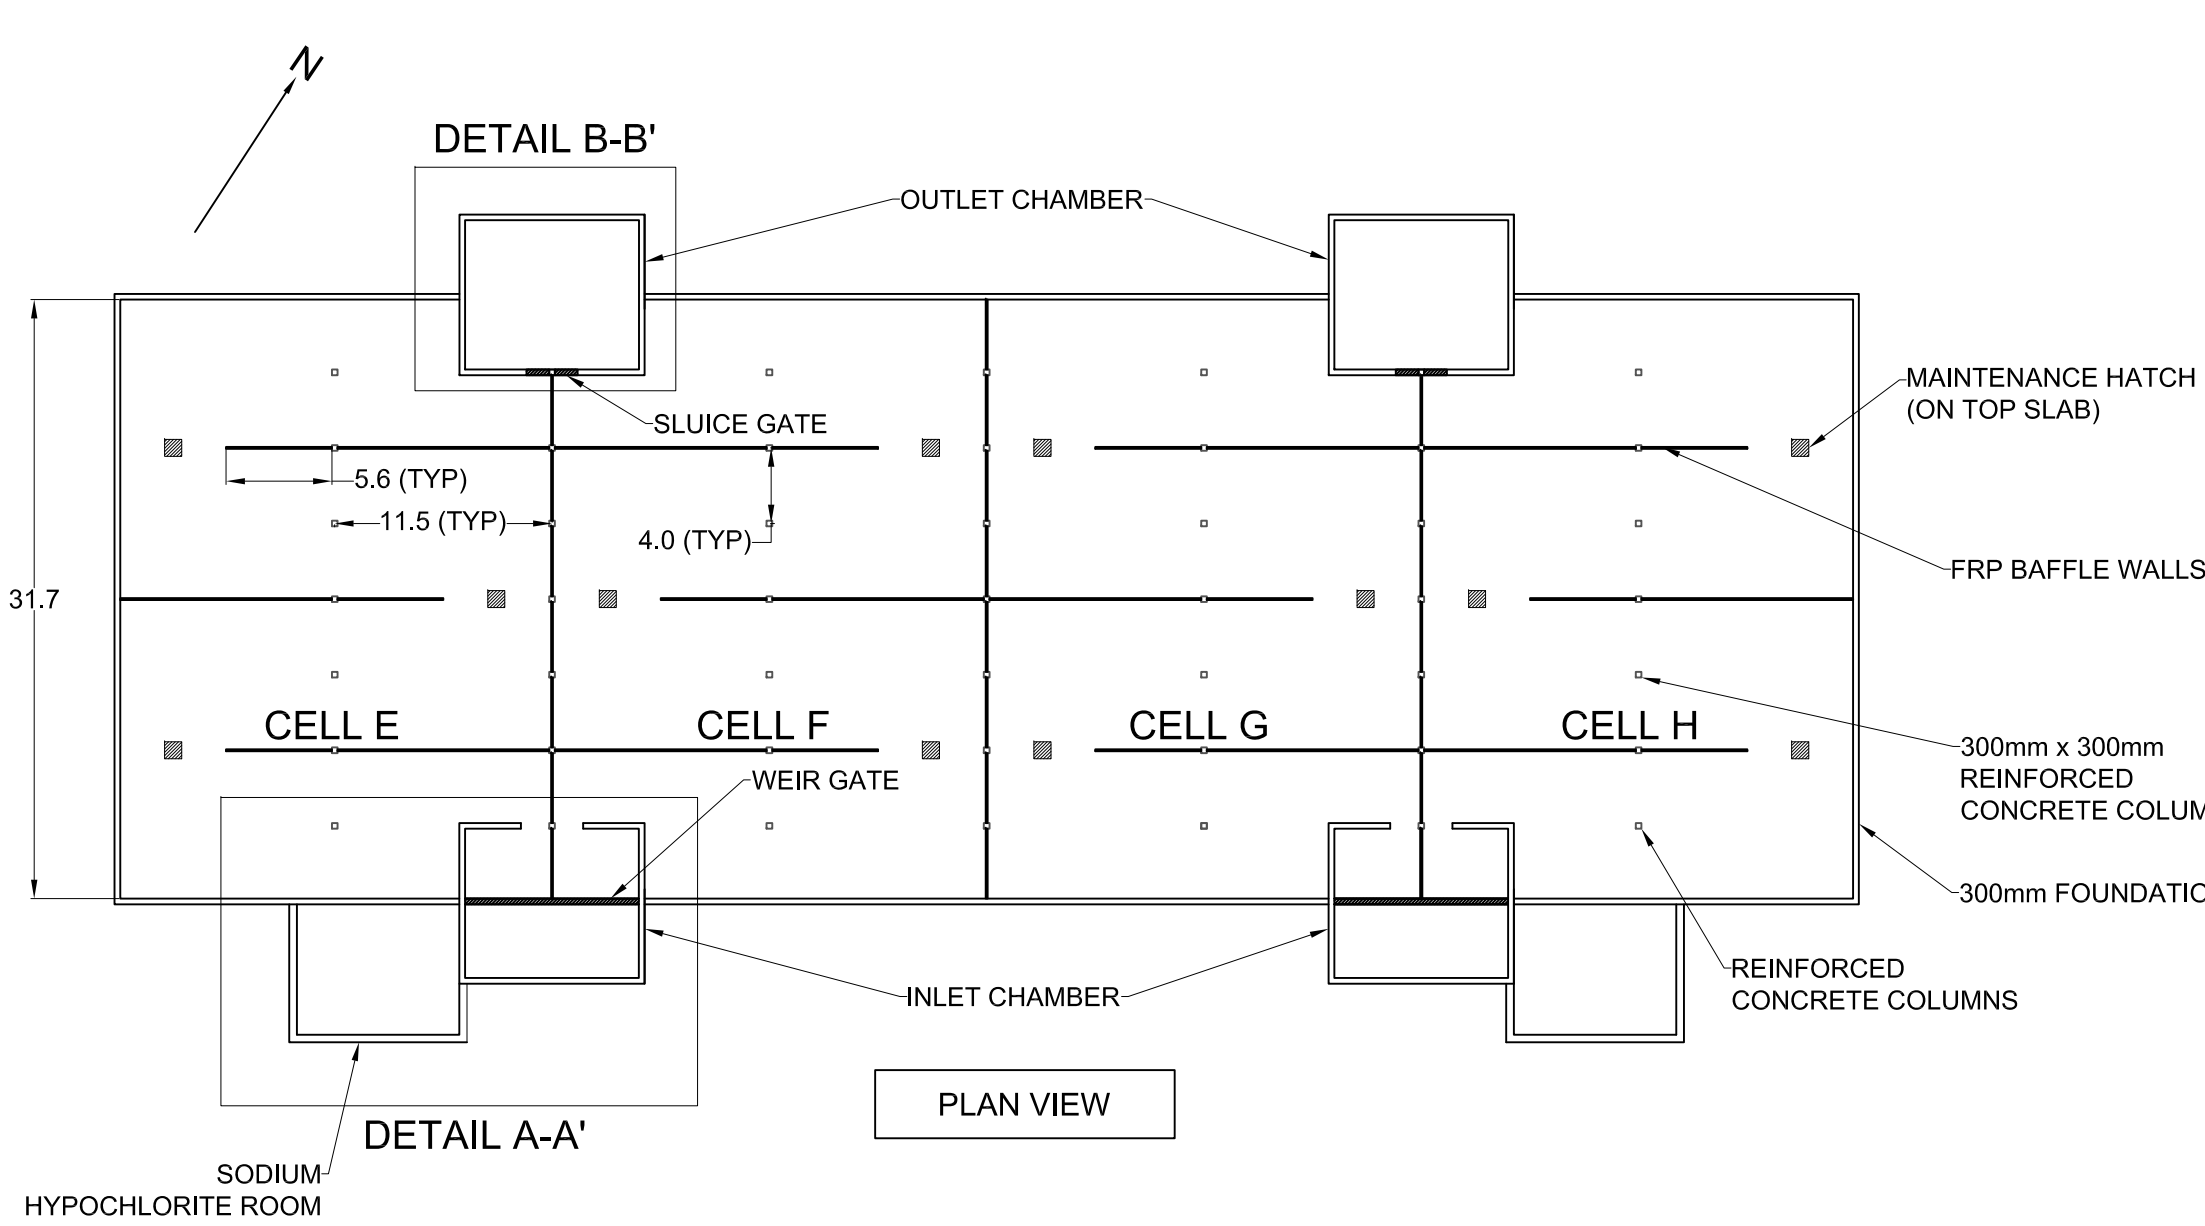 N
DETAIL B-B'
OUTLET CHAMBER
MAINTENANCE HATCH
(ON TOP SLAB)
SLUICE GATE
5.6 (TYP)
11.5 (TYP)
4.0 (TYP)
FRP BAFFLE WALLS
31.7
CELL E
CELL F
CELL G
CELL H
300mm x 300mm
REINFORCED
CONCRETE COLUM
WEIR GATE
300mm FOUNDATIO
REINFORCED
CONCRETE COLUMNS
INLET CHAMBER
PLAN VIEW
DETAIL A-A'
SODIUM
HYPOCHLORITE ROOM